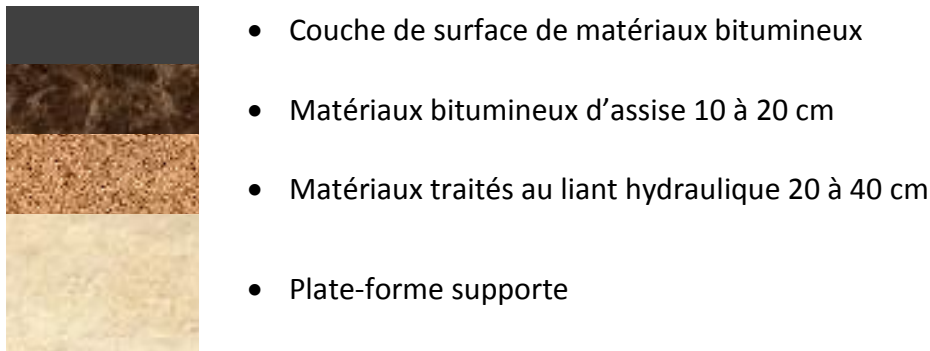 • Couche de surface de matériaux bitumineux
• Matériaux bitumineux d’assise 10 à 20 cm
• Matériaux traités au liant hydraulique 20 à 40 cm
• Plate-forme supporte